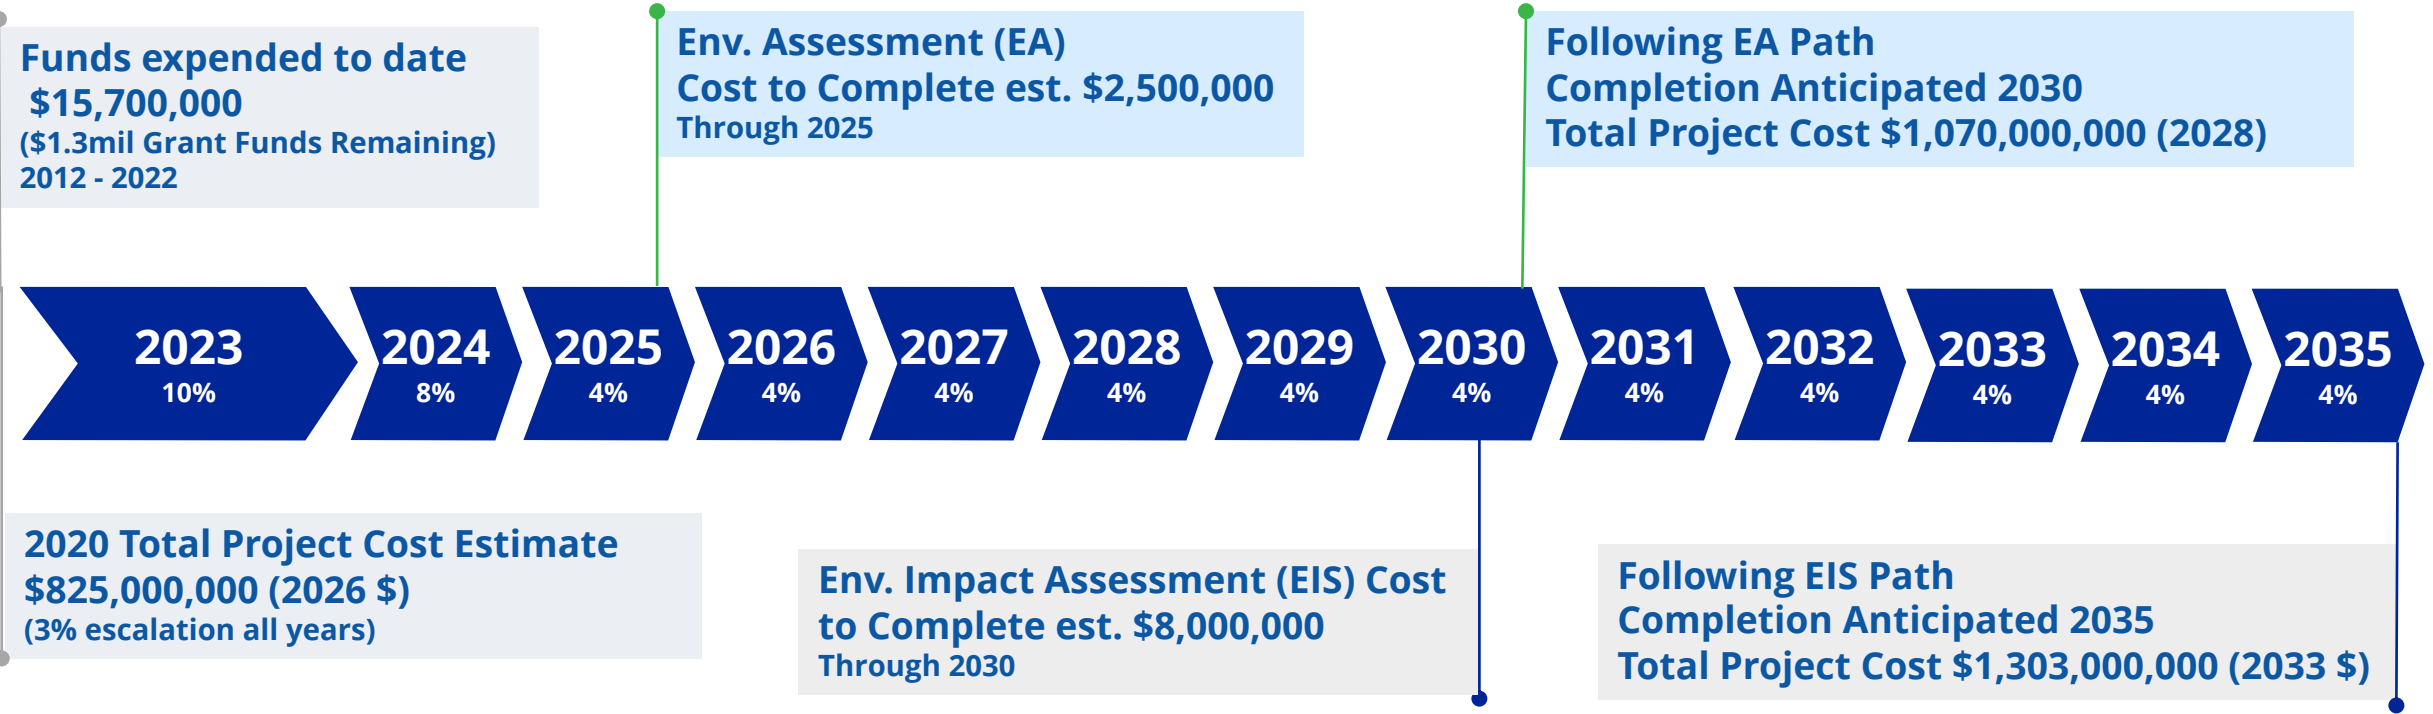 Funds expended to date
$15,700,000
($1.3mil Grant Funds Remaining)
2012 - 2022
Env. Assessment (EA)
Cost to Complete est. $2,500,000
Through 2025
Following EA Path
Completion Anticipated 2030
Total Project Cost $1,070,000,000 (2028)
2023
10%
2024
8%
2025
4%
2026
4%
2027
4%
2028
4%
2029
4%
2030
4%
2031
4%
2032
4%
2033
4%
2034
4%
2035
4%
2020 Total Project Cost Estimate
$825,000,000 (2026 $)
(3% escalation all years)
Env. Impact Assessment (EIS) Cost
to Complete est. $8,000,000
Through 2030
Following EIS Path
Completion Anticipated 2035
Total Project Cost $1,303,000,000 (2033 $)